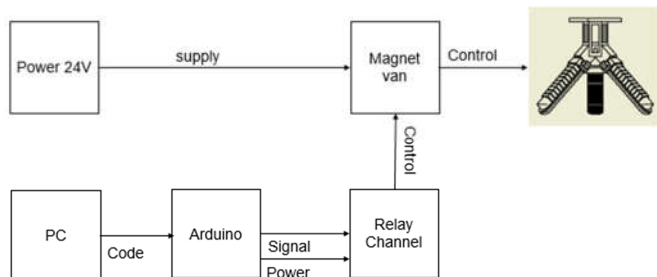 Power 24V
supply
Magnet
van
Control
Control
PC
Code
Arduino
Signal
Power
Relay
Channel